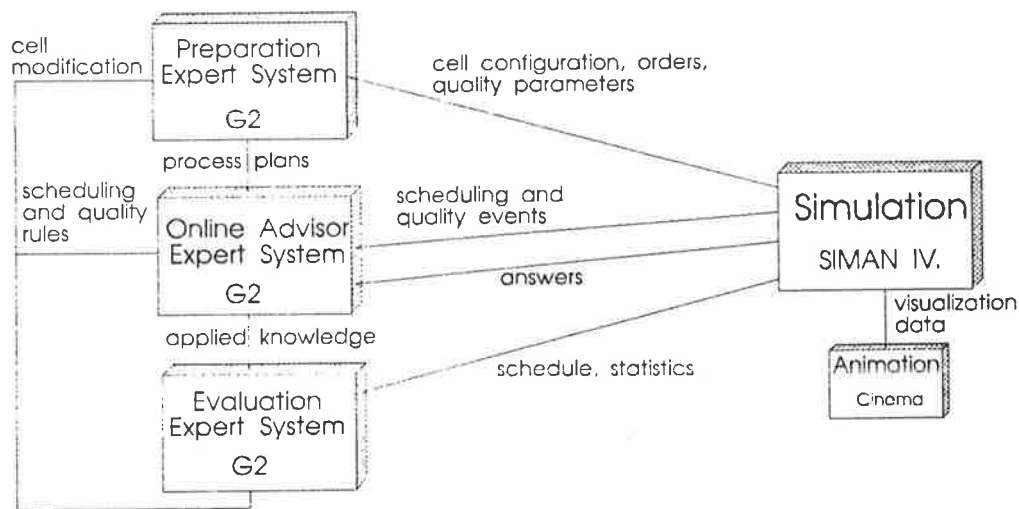 cell
modification
Preparation
Expert System
G2
cell configuration, orders,
quality parameters
process plans
scheduling
and quality
rules
Online Advisor
Expert System
G2
scheduling and
quality events
answers
Simulation
SIMAN IV.
visualization
data
Animation
Cinema
applied knowledge
schedule, statistics
Evaluation
Expert System
G2